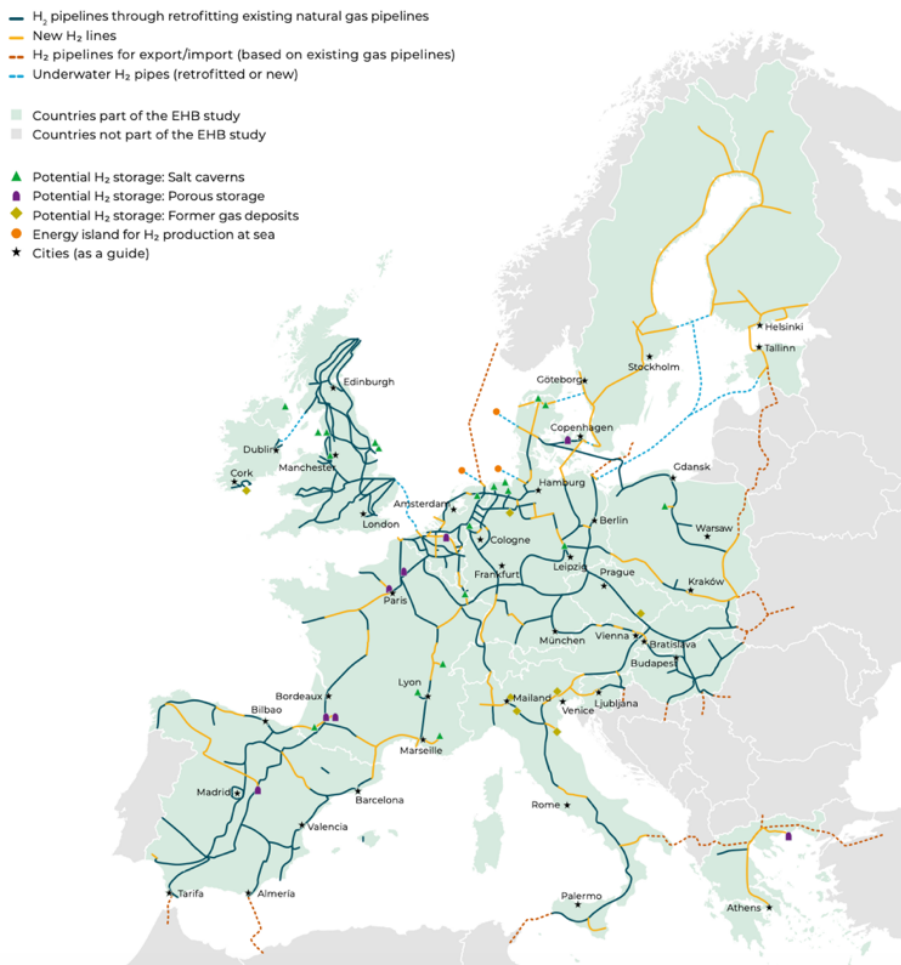 H₂ pipelines through retrofitting existing natural gas pipelines
New H₂ lines
H₂ pipelines for export/import (based on existing gas pipelines)
Underwater H₂ pipes (retrofitted or new)
Countries part of the EHB study
Countries not part of the EHB study
Potential H₂ storage: Salt caverns
Potential H₂ storage: Porous storage
Potential H₂ storage: Former gas deposits
Energy island for H₂ production at sea
Cities (as a guide)
Helsinki
Tallinn
Stockholm
Göteborg
Edinburgh
Copenhagen
Dublin
Manchester
Cork
Gdansk
Hamburg
Amsterdam
London
Berlin
Warsaw
Cologne
Leipzig
Frankfurt
Prague
Kraków
Paris
München
Vienna
Bratislava
Budapest
Lyon
Bordeaux
Mailand
Venice
Ljubljana
Bilbao
Marseille
Madrid
Barcelona
Rome
Valencia
Tarifa
Almería
Palermo
Athens